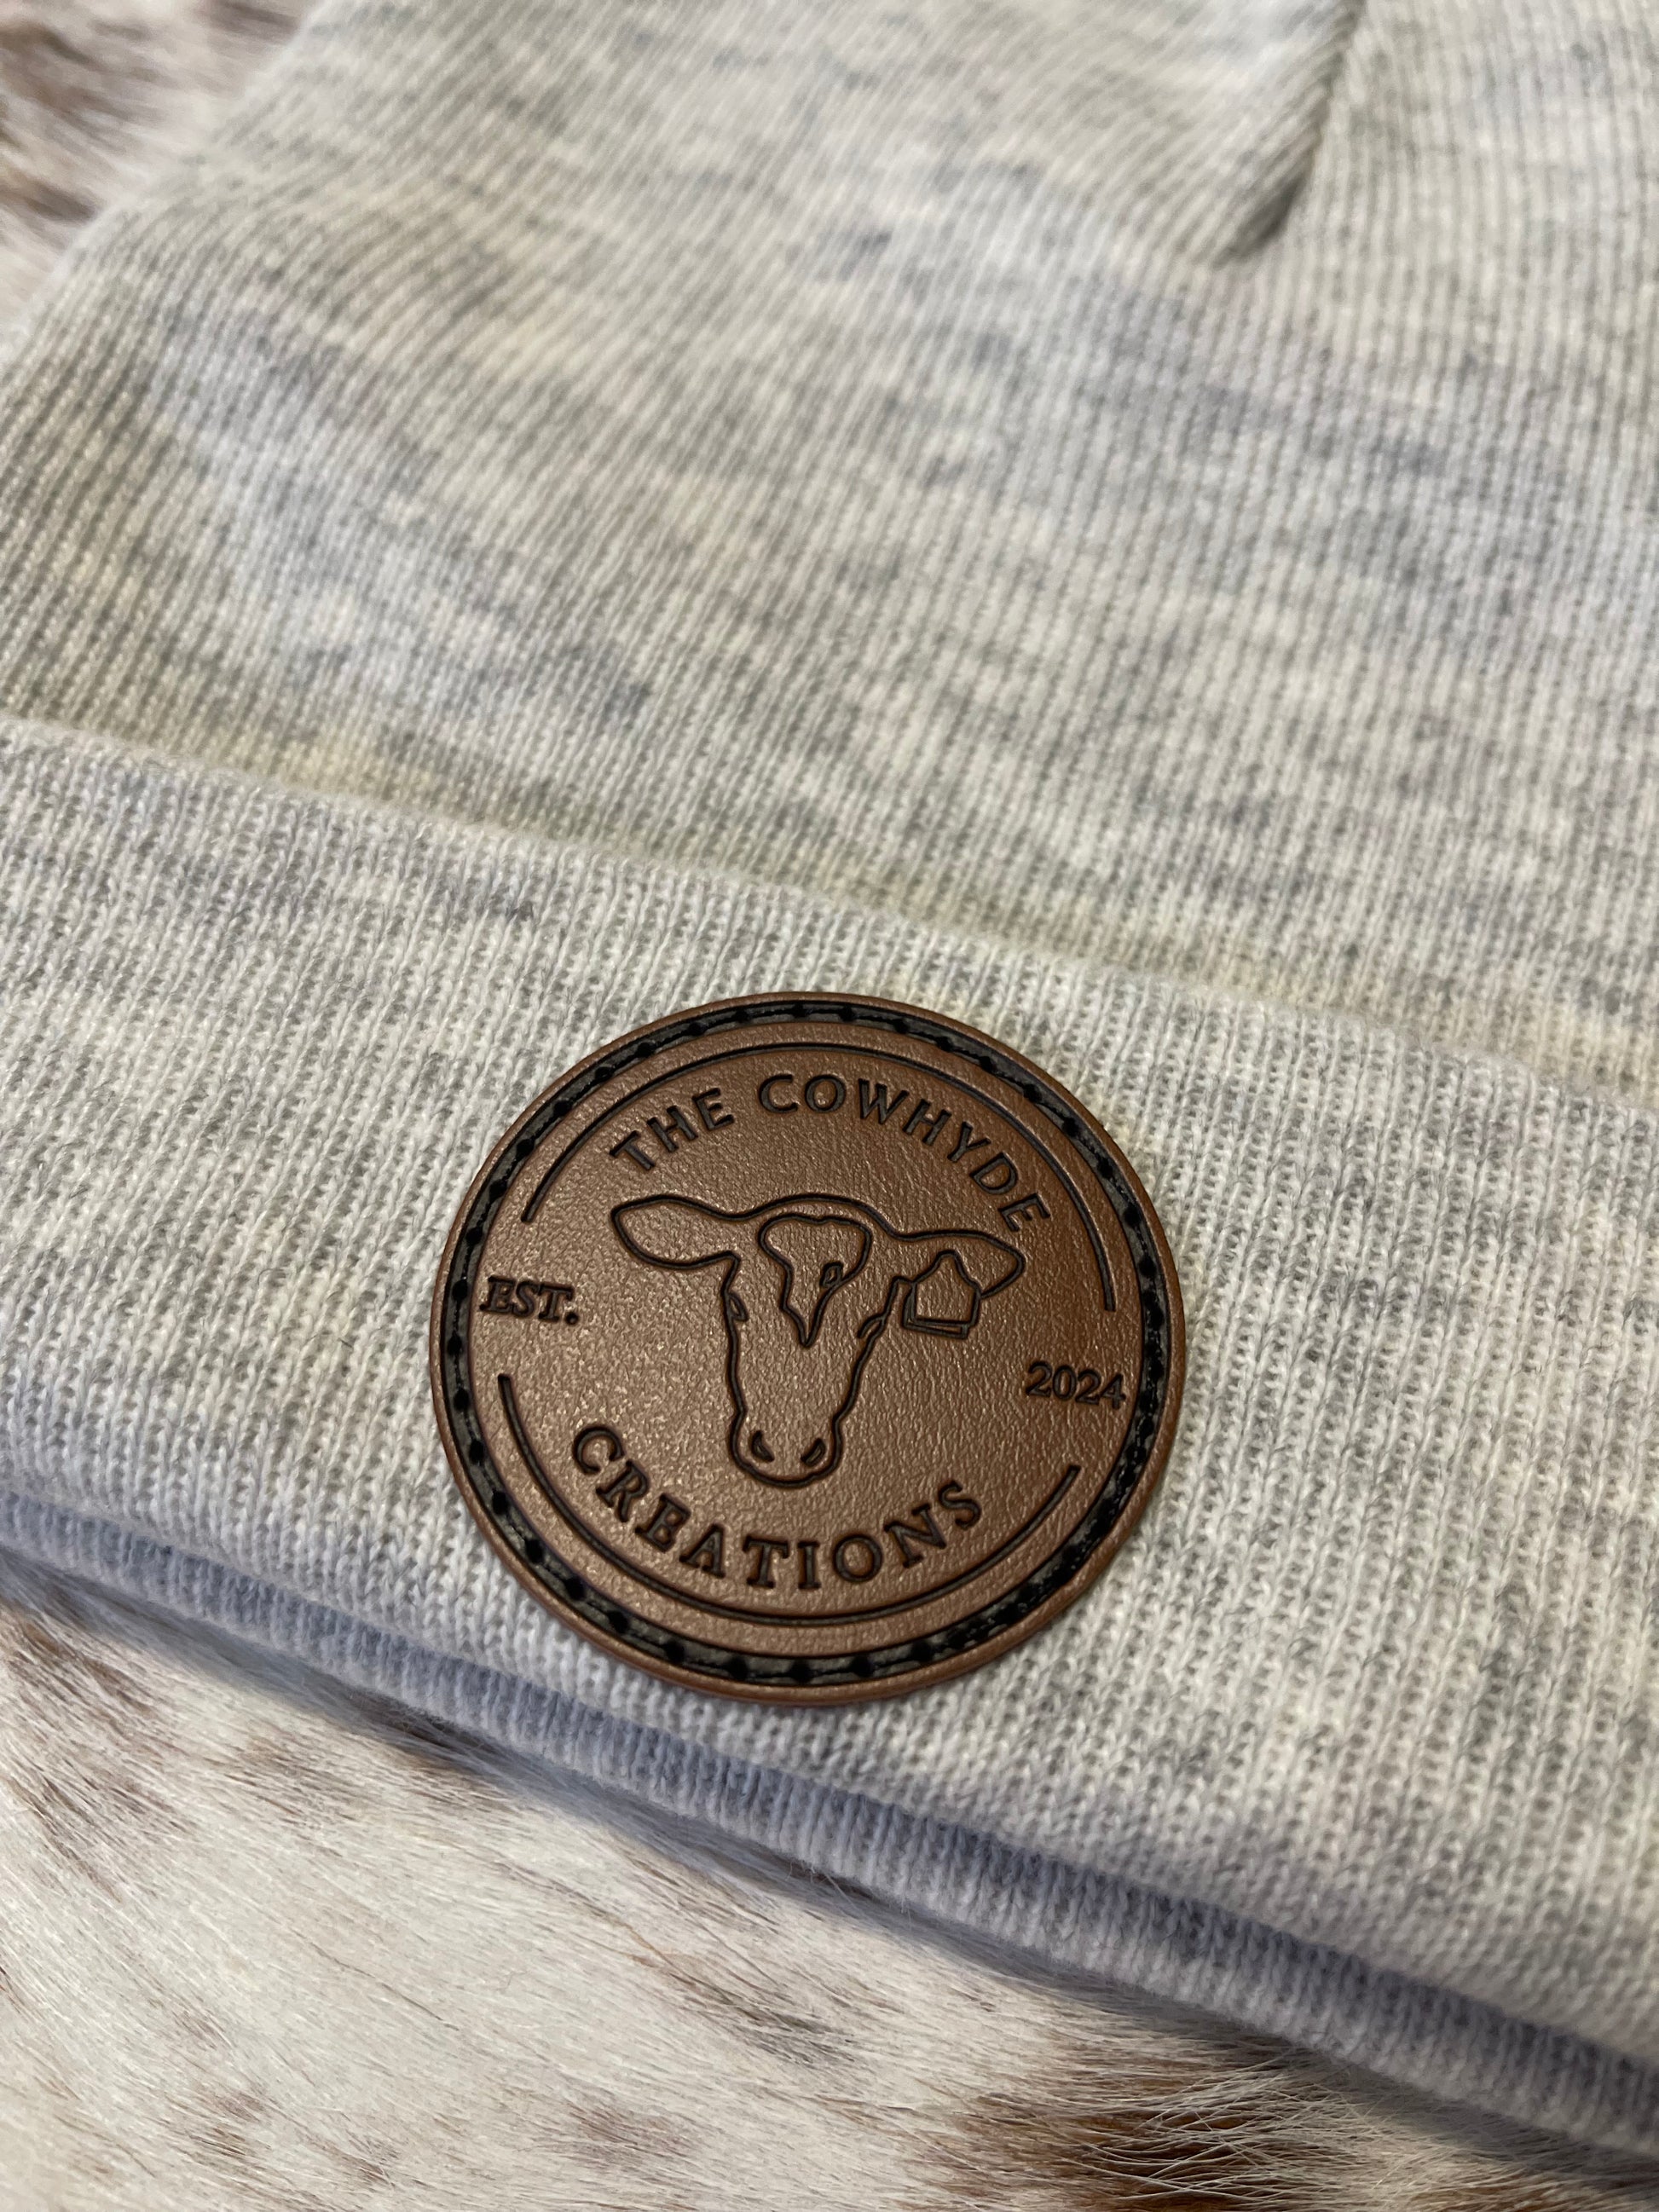 THE COWHYDE
EST.
2024
CREATIONS